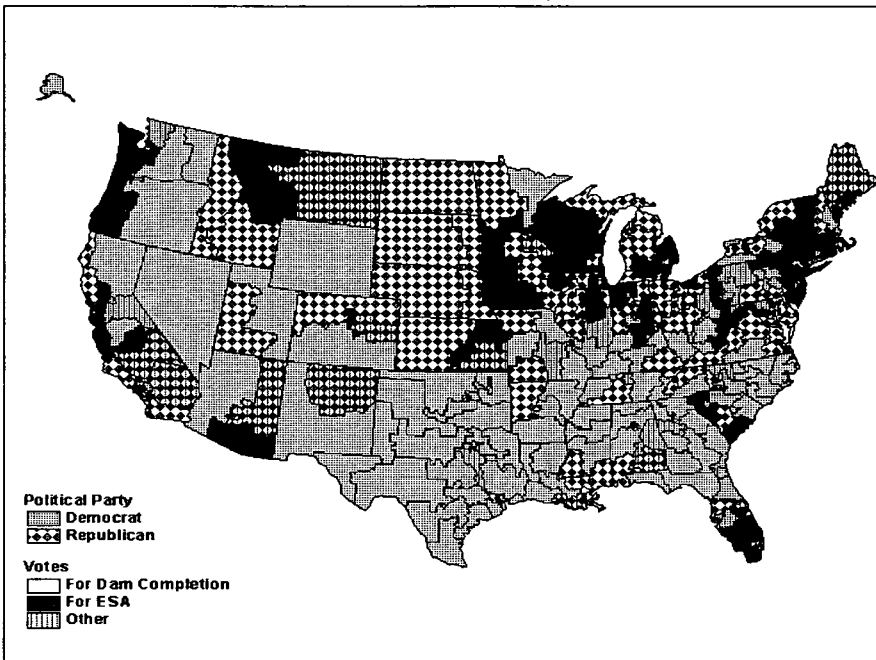 Political Party
Democrat
Republican
Votes
For Dam Completion
For ESA
Other